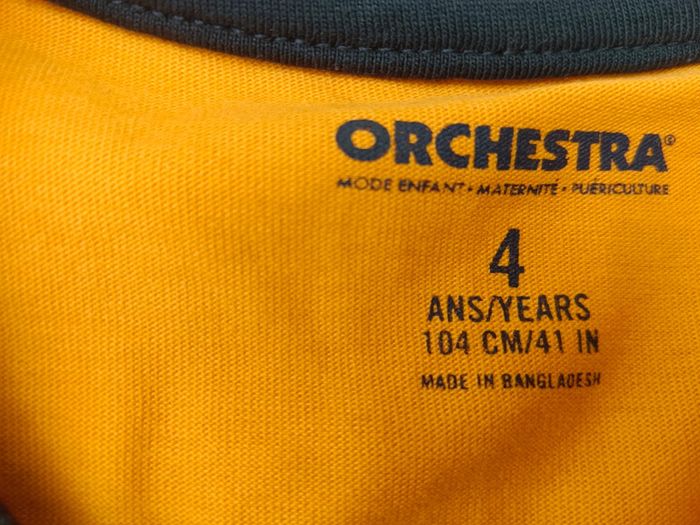 ORCHESTRA®
MODE ENFANT • MATERNITÉ • PUÉRICULTURE
4
ANS/YEARS
104 CM/41 IN
MADE IN BANGLADESH